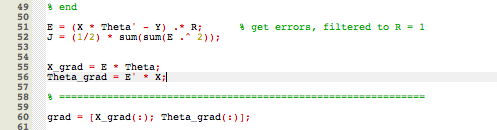 49 % end
50
51 E = (X * Theta' - Y) .* R; % get errors, filtered to R = 1
52 J = (1/2) * sum(sum(E .^ 2));
53
54
55 X_grad = E * Theta;
56 Theta_grad = E' * X;
57
58 % =============================================================
59
60 grad = [X_grad(:); Theta_grad(:)];
61